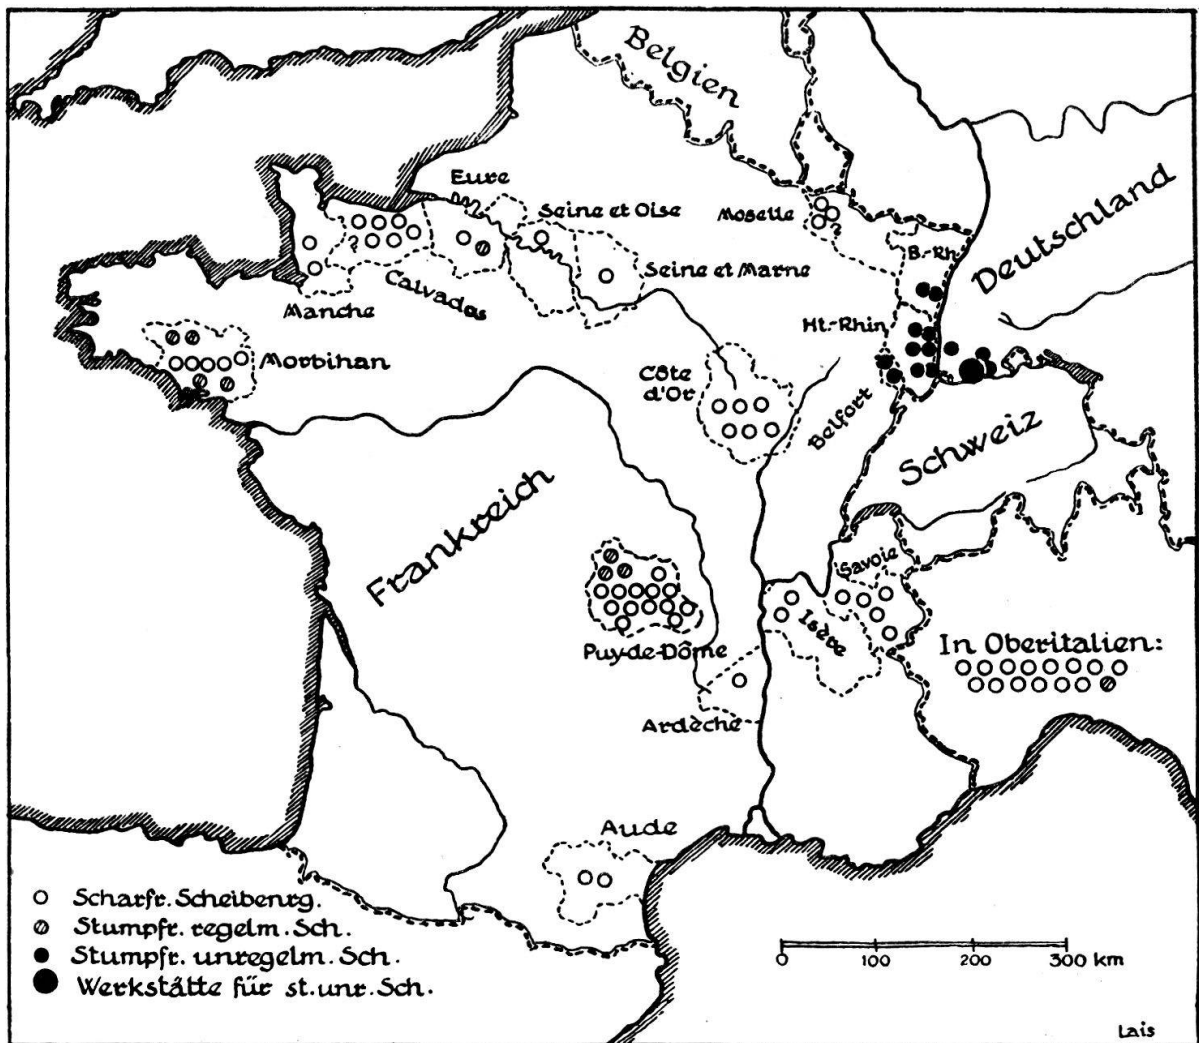 Belgien
Eure
Seine et Oise
Moselle
?
?
B.-Rh.
Deutschland
Seine et Marne
Calvados
Manche
Ht.-Rhin
Morbihan
Côte
d'Or
Belfort
Schweiz
Frankreich
Savoie
Isère
In Oberitalien:
Puy-de-Dôme
Ardèche
Aude
Scharfr. Scheibenrg.
Stumpfr. regelm. Sch.
Stumpfr. unregelm. Sch.
Werkstätte für st. unr. Sch.
0 100 200 300 km
Lais